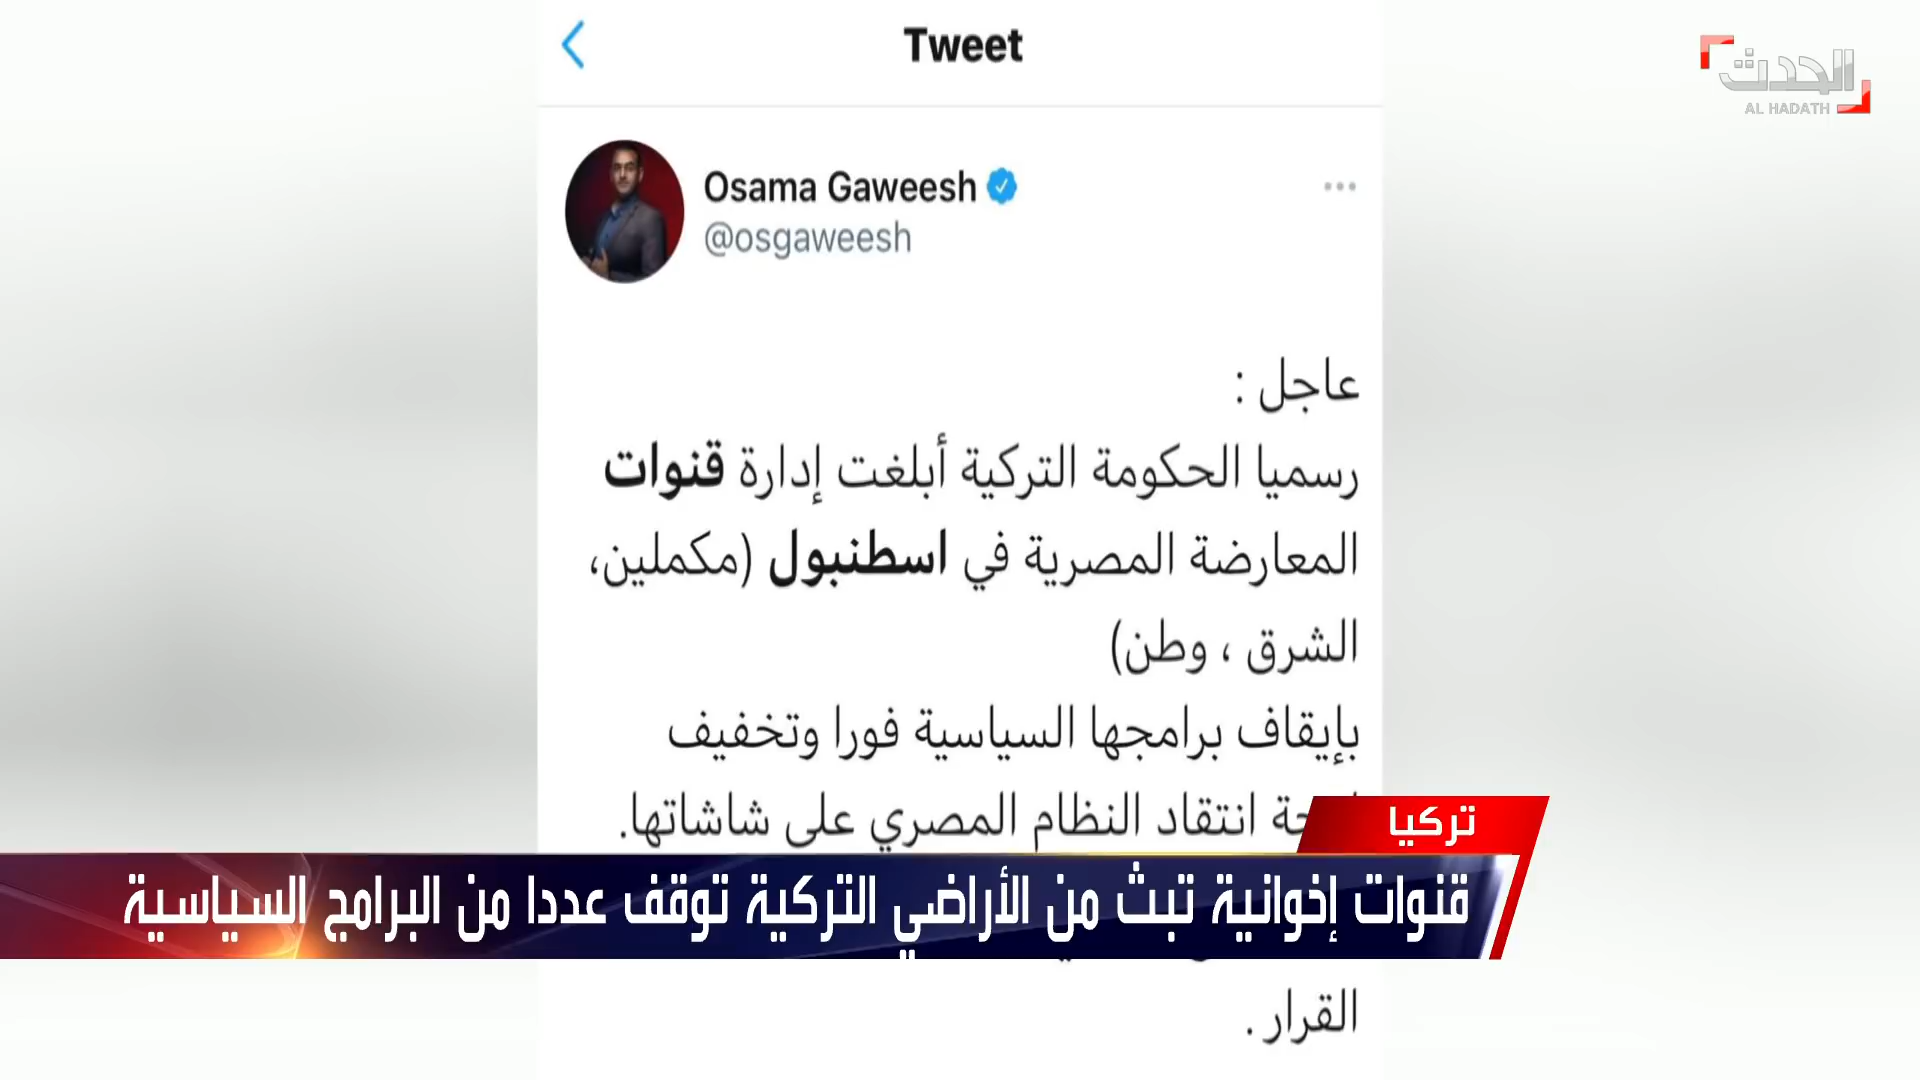 Tweet
الحدث
AL HADATH
Osama Gaweesh
@osgaweesh
عاجل :
رسميا الحكومة التركية أبلغت إدارة قنوات
المعارضة المصرية في اسطنبول (مكملين،
الشرق ، وطن)
بإيقاف برامجها السياسية فورا وتخفيف
انتقاد النظام المصري على شاشاتها.
القرار .
تركيا
قنوات إخوانية تبث من الأراضي التركية توقف عددا من البرامج السياسية